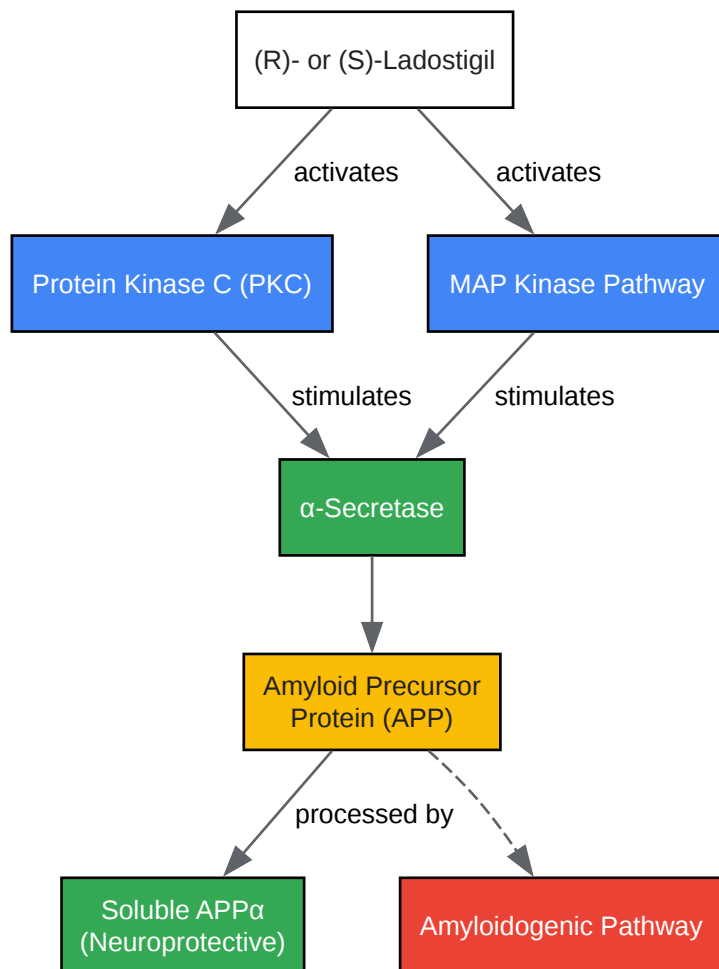 (R)- or (S)-Ladostigil
activates
activates
Protein Kinase C (PKC)
MAP Kinase Pathway
stimulates
stimulates
α-Secretase
Amyloid Precursor
Protein (APP)
processed by
Soluble APPα
(Neuroprotective)
Amyloidogenic Pathway